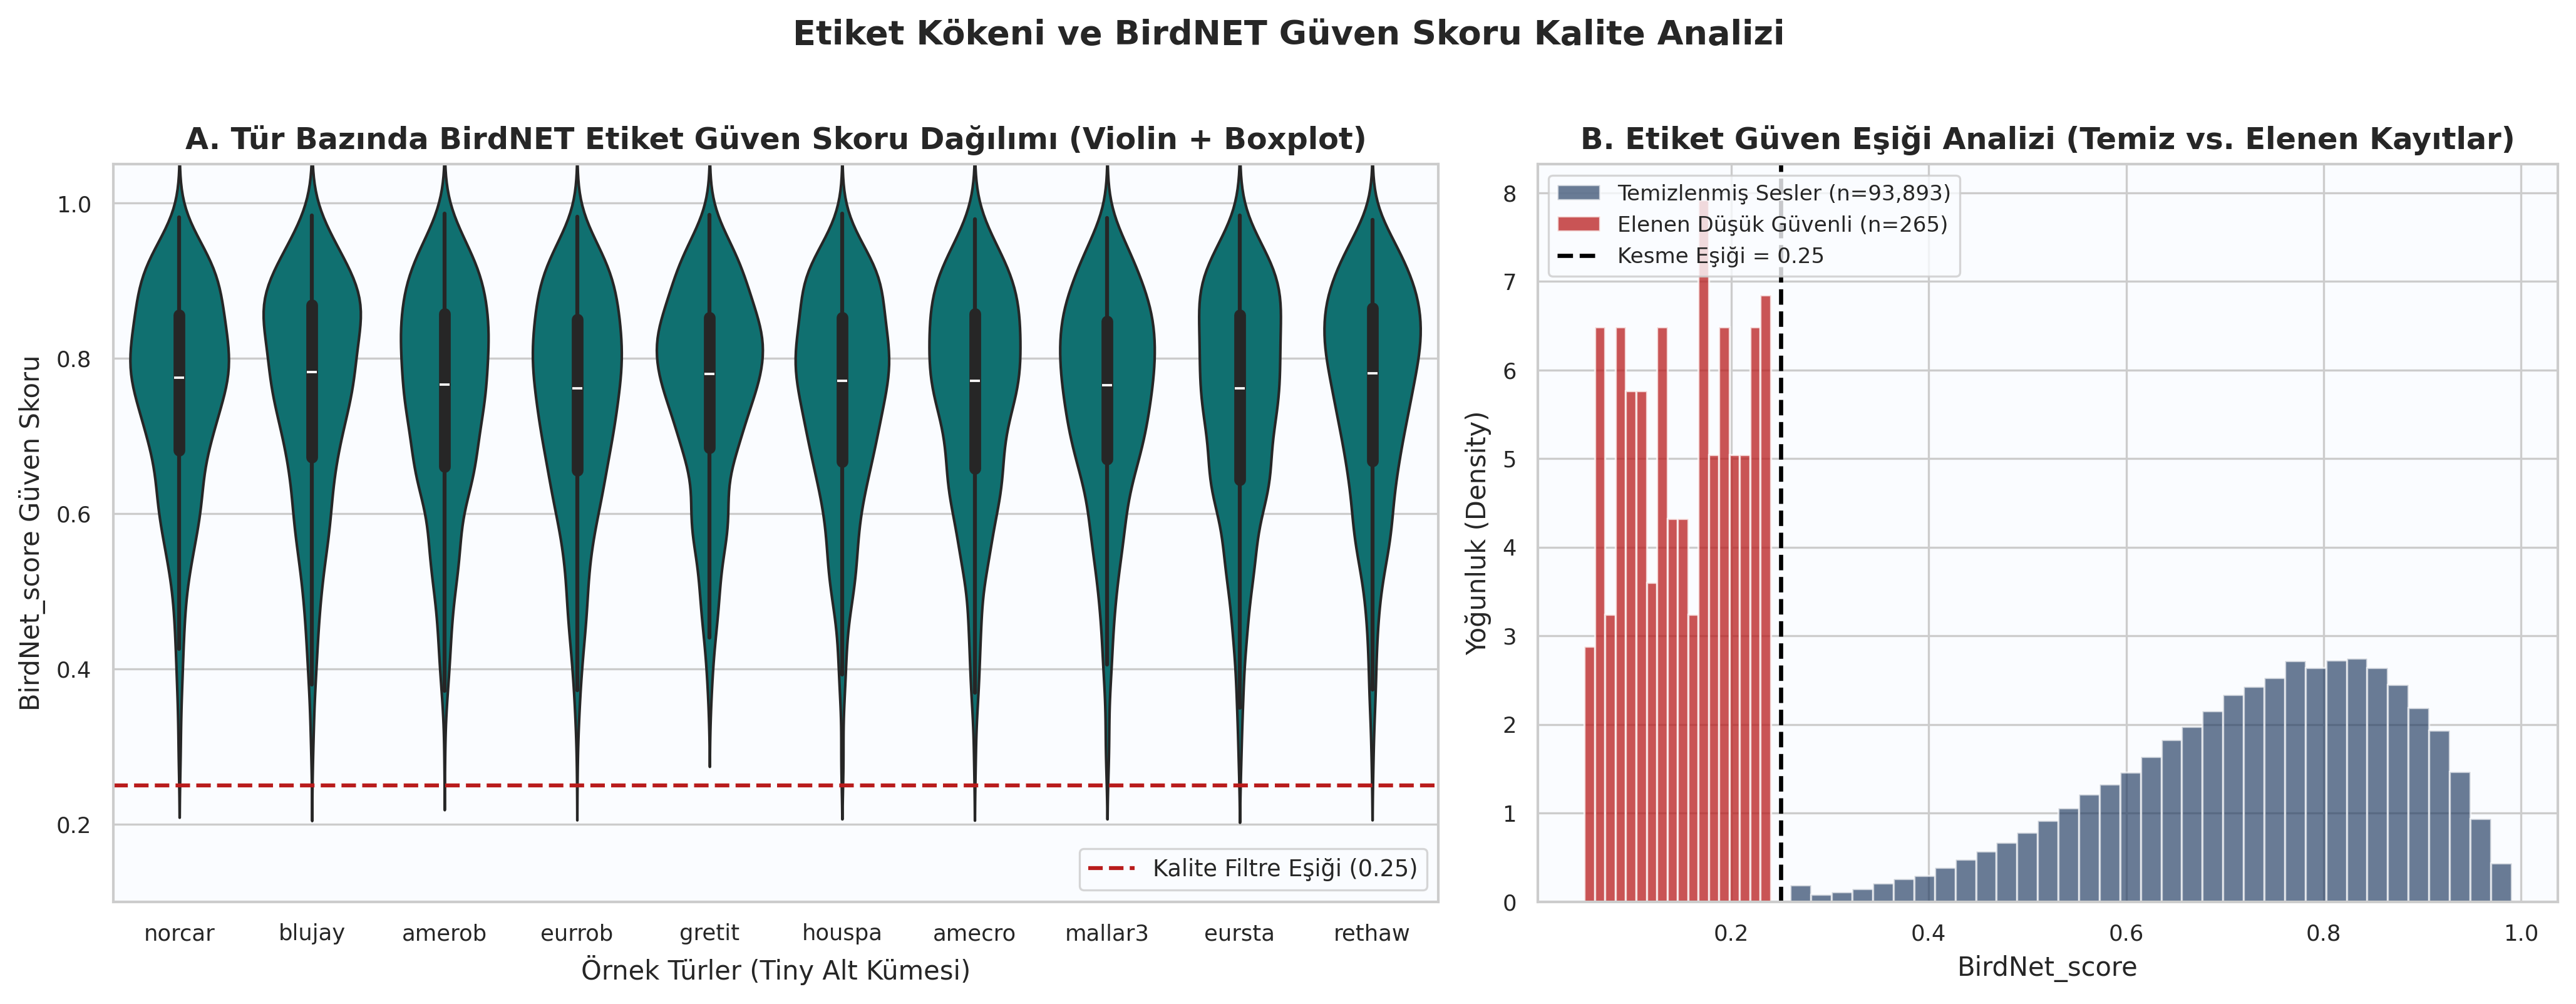 Etiket Kökeni ve BirdNET Güven Skoru Kalite Analizi
A. Tür Bazında BirdNET Etiket Güven Skoru Dağılımı (Violin + Boxplot)
BirdNet_score Güven Skoru
1.0
0.8
0.6
0.4
0.2
Kalite Filtre Eşiği (0.25)
norcar blujay amerob eurrob gretit houspa amecro mallar3 eursta rethaw
Örnek Türler (Tiny Alt Kümesi)
B. Etiket Güven Eşiği Analizi (Temiz vs. Elenen Kayıtlar)
Yoğunluk (Density)
8
7
6
5
4
3
2
1
0
Temizlenmiş Sesler (n=93,893)
Elenen Düşük Güvenli (n=265)
Kesme Eşiği = 0.25
0.2 0.4 0.6 0.8 1.0
BirdNet_score